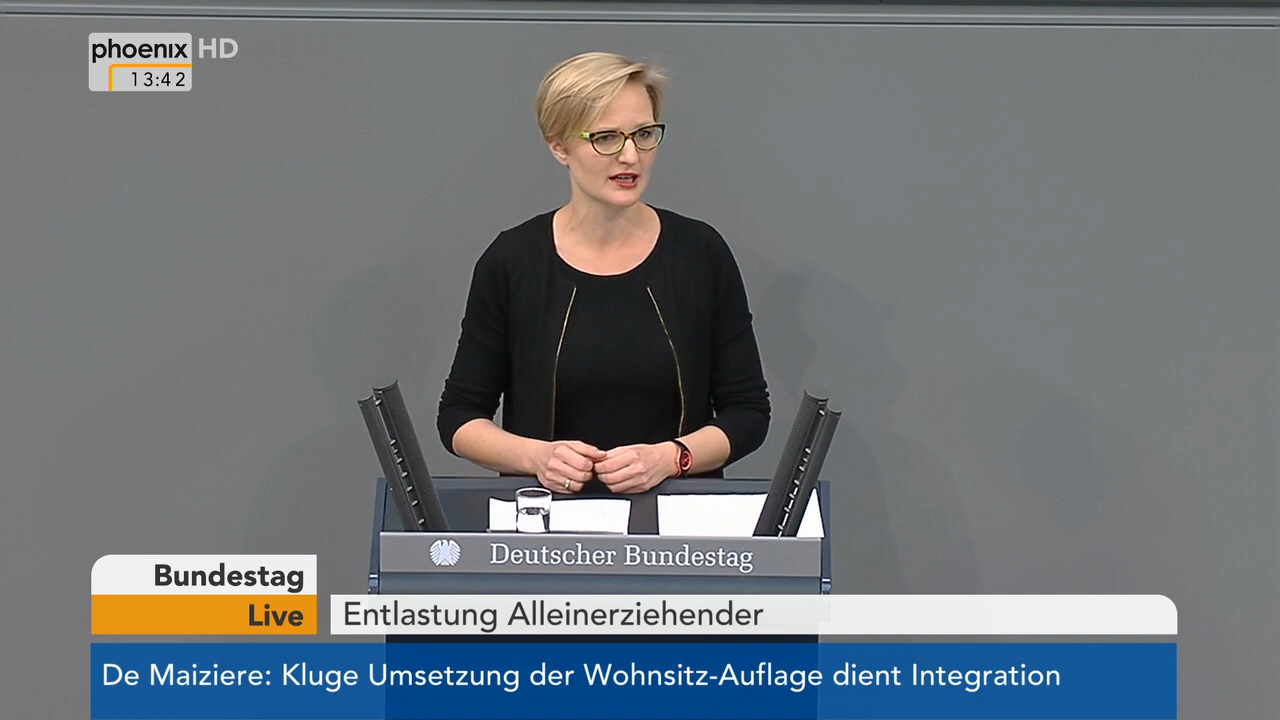 phoenix HD
13:42
Deutscher Bundestag
Bundestag
Live
Entlastung Alleinerziehender
De Maiziere: Kluge Umsetzung der Wohnsitz-Auflage dient Integration